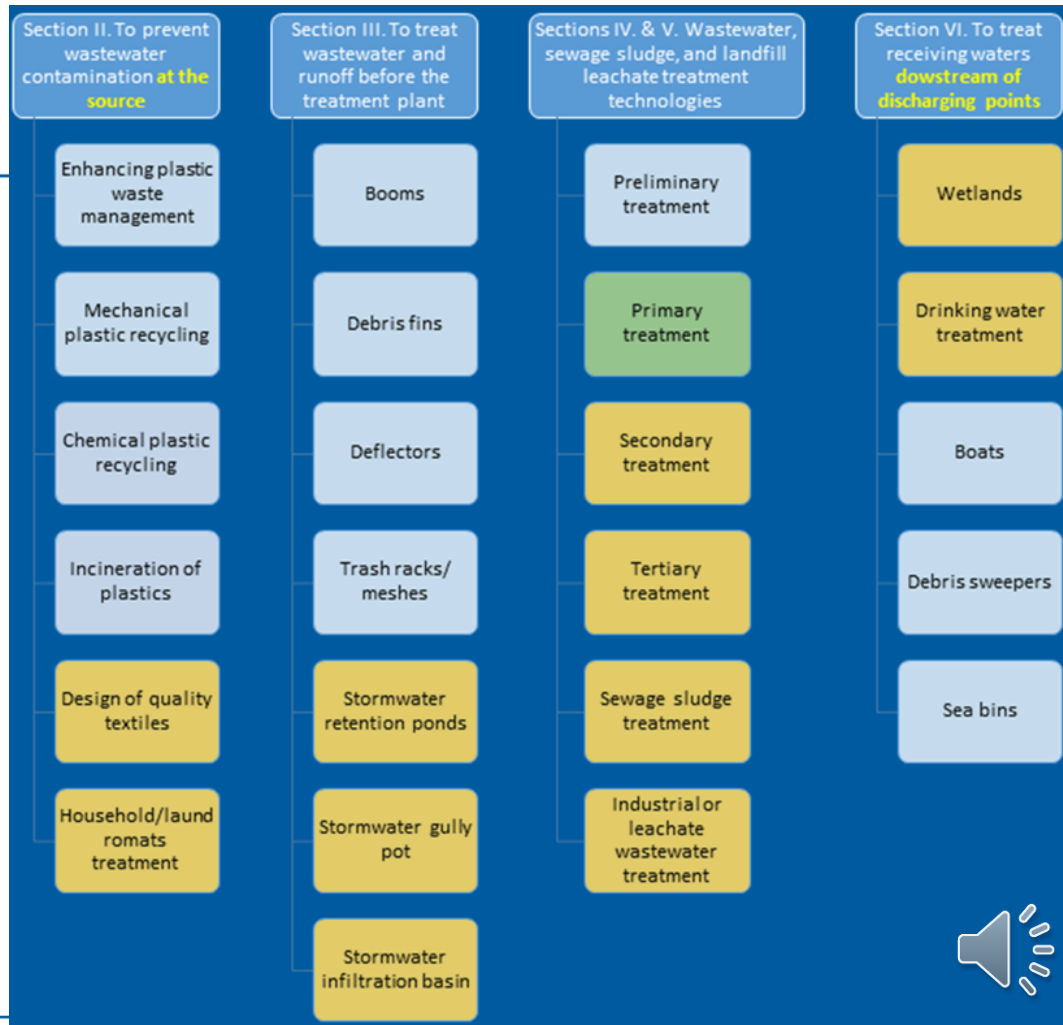 Section II. To prevent
wastewater
contamination at the
source
Enhancing plastic
waste
management
Mechanical
plastic recycling
Chemical plastic
recycling
Incineration of
plastics
Design of quality
textiles
Household/laund
romats
treatment
Section III. To treat
wastewater and
runoff before the
treatment plant
Booms
Debris fins
Deflectors
Trash racks/
meshes
Stormwater
retention ponds
Stormwater gully
pot
Stormwater
infiltration basin
Sections IV. & V. Wastewater,
sewage sludge, and landfill
leachate treatment
technologies
Preliminary
treatment
Primary
treatment
Secondary
treatment
Tertiary
treatment
Sewage sludge
treatment
Industrial or
leachate
wastewater
treatment
Section VI. To treat
receiving waters
dowstream of
discharging points
Wetlands
Drinking water
treatment
Boats
Debris sweepers
Sea bins